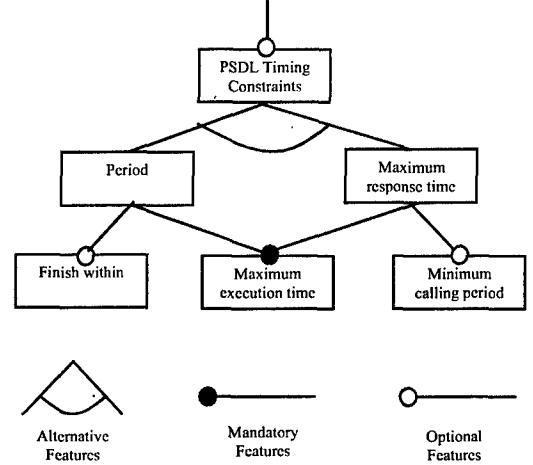 PSDL Timing
Constraints
Period
Maximum
response time
Finish within
Maximum
execution time
Minimum
calling period
Alternative
Features
Mandatory
Features
Optional
Features